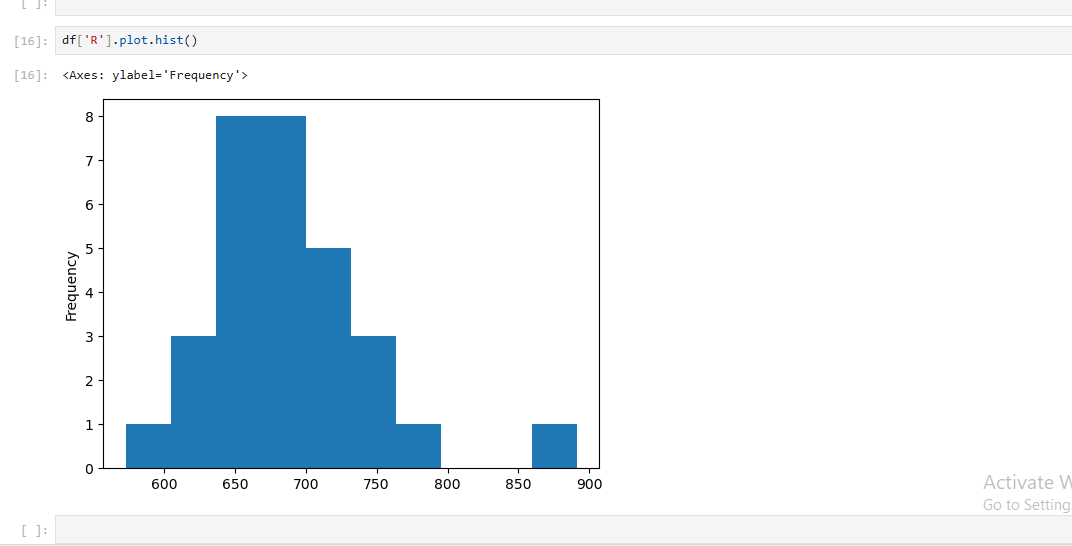 [ ]:
[16]: df['R'].plot.hist()
[16]: <Axes: ylabel='Frequency'>
8
7
6
5
4
3
2
1
0
Frequency
600 650 700 750 800 850 900
Activate W
Go to Setting
[ ]: